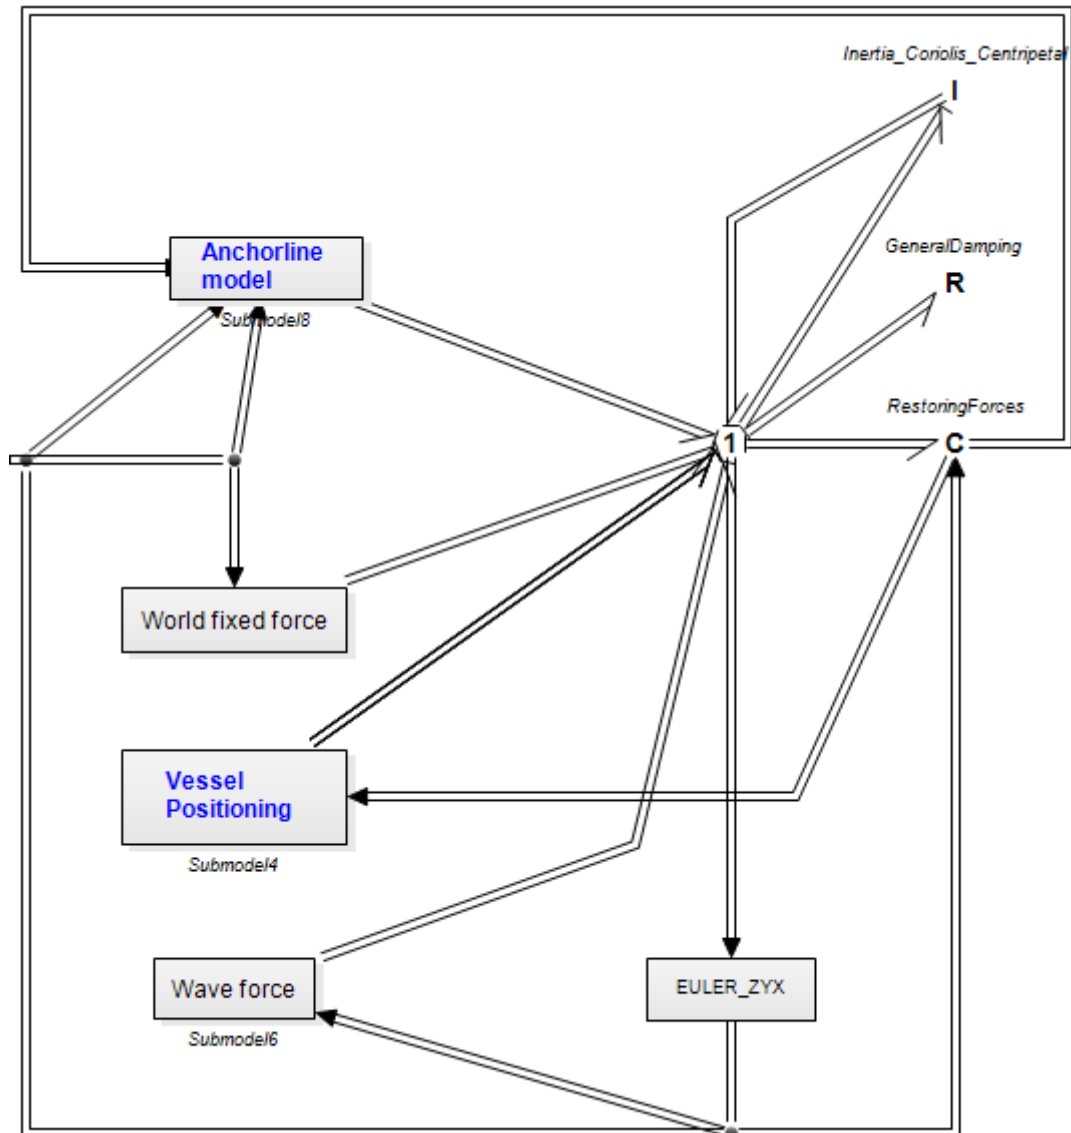 Inertia_Coriolis_Centripetal
I
Anchorline
model
Submodel8
GeneralDamping
R
RestoringForces
1
C
World fixed force
Vessel
Positioning
Submodel4
Wave force
Submodel6
EULER_ZYX